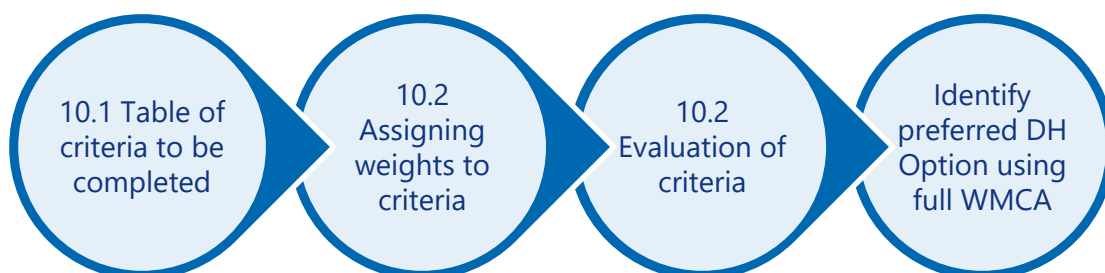 10.1 Table of
criteria to be
completed
10.2
Assigning
weights to
criteria
10.2
Evaluation of
criteria
Identify
preferred DH
Option using
full WMCA